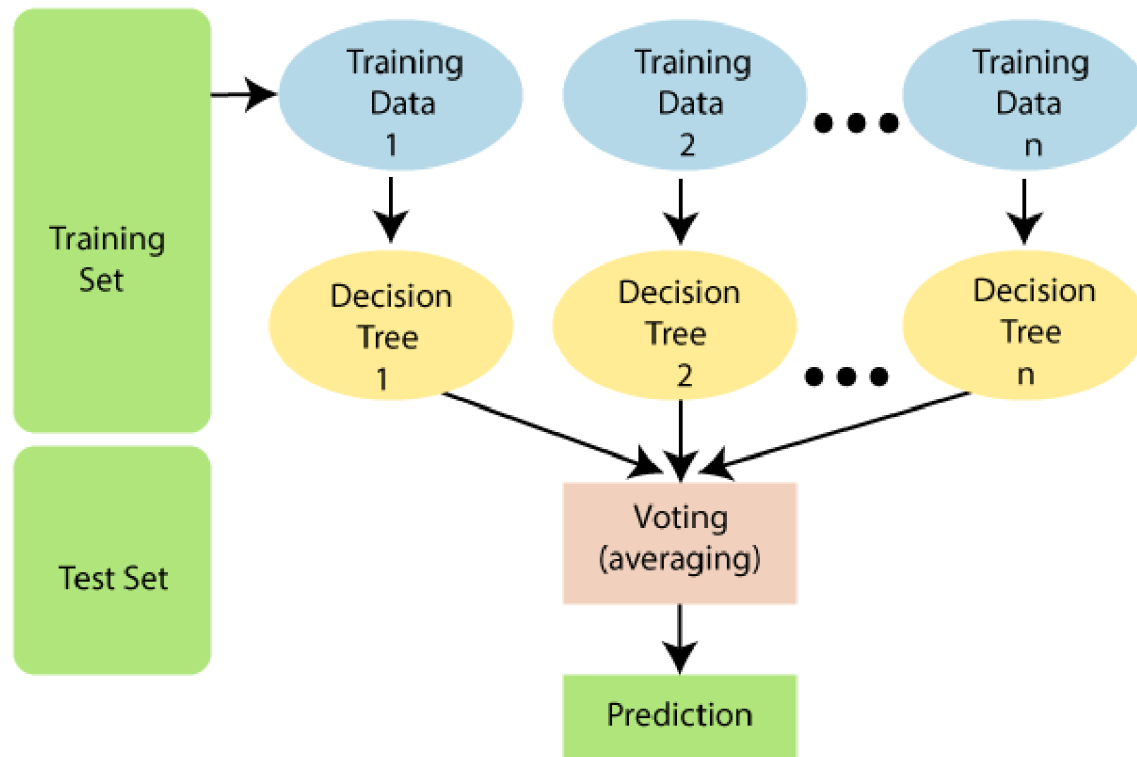 Training
Set
Test Set
Training
Data
1
Training
Data
2
Training
Data
n
Decision
Tree
1
Decision
Tree
2
Decision
Tree
n
Voting
(averaging)
Prediction